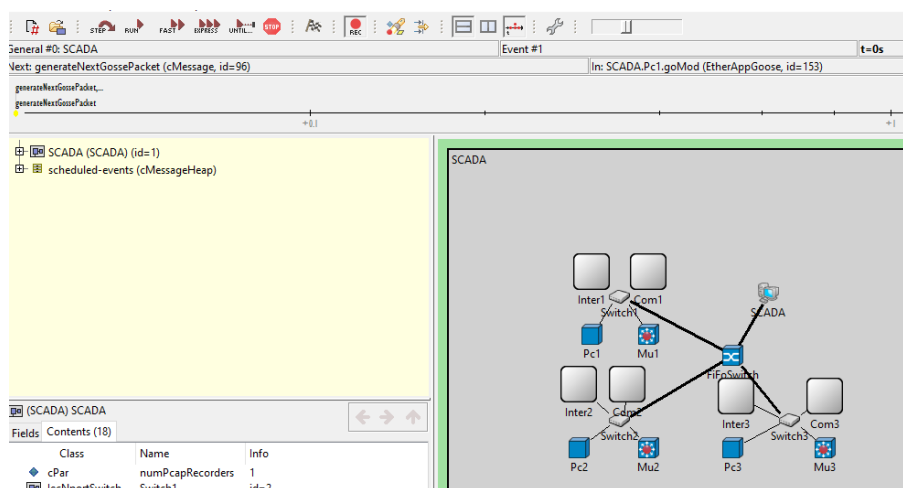 STEP RUN FAST EXPRESS UNTIL... STOP REC
General #0: SCADA Event #1 t=0s
Next: generateNextGossePacket (cMessage, id=96) In: SCADA.Pc1.goMod (EtherAppGoose, id=153)
generateNextGossePacket,...
generateNextGossePacket
+0.1 +1
SCADA (SCADA) (id=1)
scheduled-events (cMessageHeap)
SCADA
Inter1 Com1
Switch1 SCADA
Pc1 Mu1
FiFoSwitch
Inter2 Com2
Inter3 Com3
Switch2 Switch3
Pc2 Mu2 Pc3 Mu3
(SCADA) SCADA
Fields Contents (18)
Class Name Info
cPar numPcapRecorders 1
Switch1 id=2